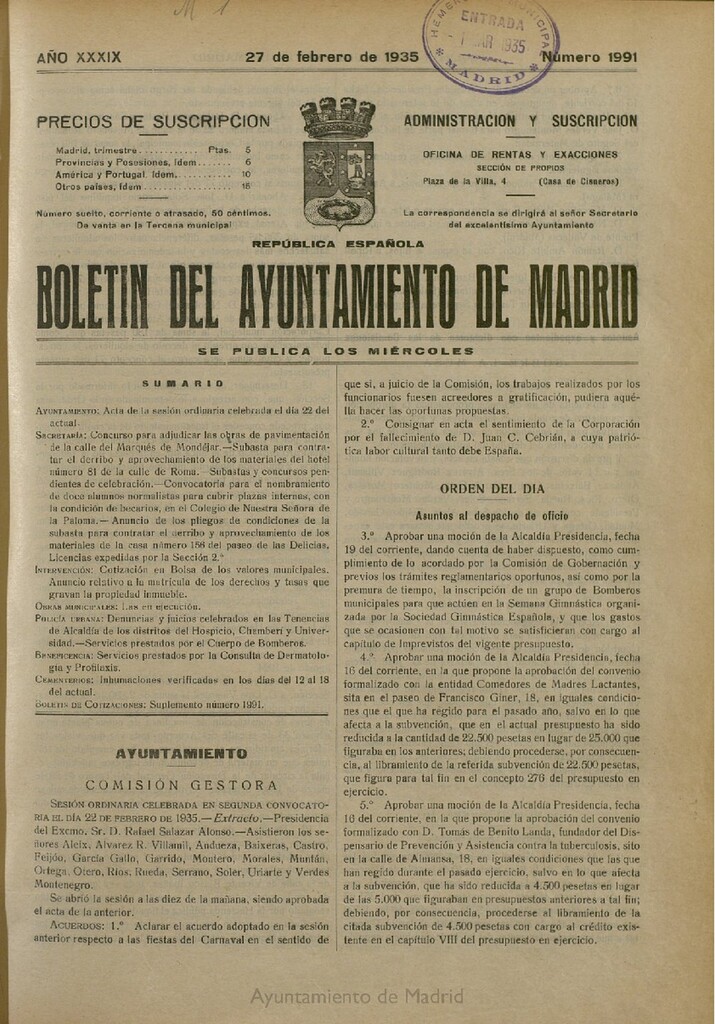 AÑO XXXIX
27 de febrero de 1935
Número 1991
ENTRADA
MADRID
PRECIOS DE SUSCRIPCION
Madrid, trimestre............ Ptas. 5
Provincias y Posesiones, ídem....... 6
América y Portugal, ídem............ 10
Otros países, ídem.................. 15
Número suelto, corriente o atrasado, 50 céntimos.
De venta en la Tercena municipal
ADMINISTRACION Y SUSCRIPCION
OFICINA DE RENTAS Y EXACCIONES
SECCIÓN DE PROPIOS
Plaza de la Villa, 4 (Casa de Cisneros)
La correspondencia se dirigirá al señor Secretario
del excelentísimo Ayuntamiento
REPÚBLICA ESPAÑOLA
BOLETIN DEL AYUNTAMIENTO DE MADRID
SE PUBLICA LOS MIÉRCOLES
SUMARIO
AYUNTAMIENTO: Acta de la sesión ordinaria celebrada el día 22 del
actual.
SECRETARÍA: Concurso para adjudicar las obras de pavimentación
de la calle del Marqués de Mondéjar.—Subasta para contra-
tar el derribo y aprovechamiento de los materiales del hotel
número 81 de la calle de Roma.—Subastas y concursos pen-
dientes de celebración.—Convocatoria para el nombramiento
de doce alumnos normalistas para cubrir plazas internas, con
la condición de becarios, en el Colegio de Nuestra Señora de
la Paloma.—Anuncio de los pliegos de condiciones de la
subasta para contratar el derribo y aprovechamiento de los
materiales de la casa número 158 del paseo de las Delicias.
Licencias expedidas por la Sección 2.ª
INTERVENCIÓN: Cotización en Bolsa de los valores municipales.
Anuncio relativo a la matrícula de los derechos y tasas que
gravan la propiedad inmueble.
OBRAS MUNICIPALES: Las en ejecución.
POLICÍA URBANA: Denuncias y juicios celebrados en las Tenencias
de Alcaldía de los distritos del Hospicio, Chamberí y Univer-
sidad.—Servicios prestados por el Cuerpo de Bomberos.
BENEFICENCIA: Servicios prestados por la Consulta de Dermatolo-
gía y Profilaxis.
CEMENTERIOS: Inhumaciones verificadas en los días del 12 al 18
del actual.
BOLETÍN DE COTIZACIONES: Suplemento número 1991.
AYUNTAMIENTO
COMISIÓN GESTORA
SESIÓN ORDINARIA CELEBRADA EN SEGUNDA CONVOCATO-
RIA EL DÍA 22 DE FEBRERO DE 1935.—Extracto.—Presidencia
del Excmo. Sr. D. Rafael Salazar Alonso.—Asistieron los se-
ñores Aleix, Alvarez R. Villamil, Andueza, Baixeras, Castro,
Feijóo, García Gallo, Garrido, Montero, Morales, Muntán,
Ortega, Otero, Ríos, Rueda, Serrano, Soler, Uriarte y Verdes
Montenegro.
Se abrió la sesión a las diez de la mañana, siendo aprobada
el acta de la anterior.
ACUERDOS: 1.º Aclarar el acuerdo adoptado en la sesión
anterior respecto a las fiestas del Carnaval en el sentido de
que si, a juicio de la Comisión, los trabajos realizados por los
funcionarios fuesen acreedores a gratificación, pudiera aqué-
lla hacer las oportunas propuestas.
2.º Consignar en acta el sentimiento de la Corporación
por el fallecimiento de D. Juan C. Cebrián, a cuya patrió-
tica labor cultural tanto debe España.
ORDEN DEL DIA
Asuntos al despacho de oficio
3.º Aprobar una moción de la Alcaldía Presidencia, fecha
19 del corriente, dando cuenta de haber dispuesto, como cum-
plimiento de lo acordado por la Comisión de Gobernación y
previos los trámites reglamentarios oportunos, así como por la
premura de tiempo, la inscripción de un grupo de Bomberos
municipales para que actúen en la Semana Gimnástica organi-
zada por la Sociedad Gimnástica Española, y que los gastos
que se ocasionen con tal motivo se satisficieran con cargo al
capítulo de Imprevistos del vigente presupuesto.
4.º Aprobar una moción de la Alcaldía Presidencia, fecha
16 del corriente, en la que propone la aprobación del convenio
formalizado con la entidad Comedores de Madres Lactantes,
sita en el paseo de Francisco Giner, 18, en iguales condicio-
nes que el que ha regido para el pasado año, salvo en lo que
afecta a la subvención, que en el actual presupuesto ha sido
reducida a la cantidad de 22.500 pesetas en lugar de 25.000 que
figuraba en los anteriores; debiendo procederse, por consecuen-
cia, al libramiento de la referida subvención de 22.500 pesetas,
que figura para tal fin en el concepto 276 del presupuesto en
ejercicio.
5.º Aprobar una moción de la Alcaldía Presidencia, fecha
16 del corriente, en la que propone la aprobación del convenio
formalizado con D. Tomás de Benito Landa, fundador del Dis-
pensario de Prevención y Asistencia contra la tuberculosis, sito
en la calle de Almansa, 18, en iguales condiciones que las que
han regido durante el pasado ejercicio, salvo en lo que afecta
a la subvención, que ha sido reducida a 4.500 pesetas en lugar
de las 5.000 que figuraban en presupuestos anteriores a tal fin;
debiendo, por consecuencia, procederse al libramiento de la
citada subvención de 4.500 pesetas con cargo al crédito exis-
tente en el capítulo VIII del presupuesto en ejercicio.
Ayuntamiento de Madrid